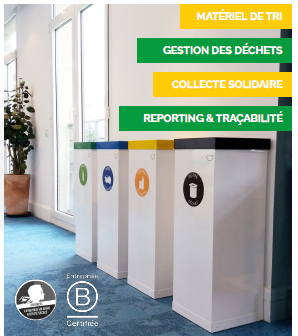 MATÉRIEL DE TRI
GESTION DES DÉCHETS
COLLECTE SOLIDAIRE
REPORTING & TRAÇABILITÉ
Entreprise
B
Certifiée